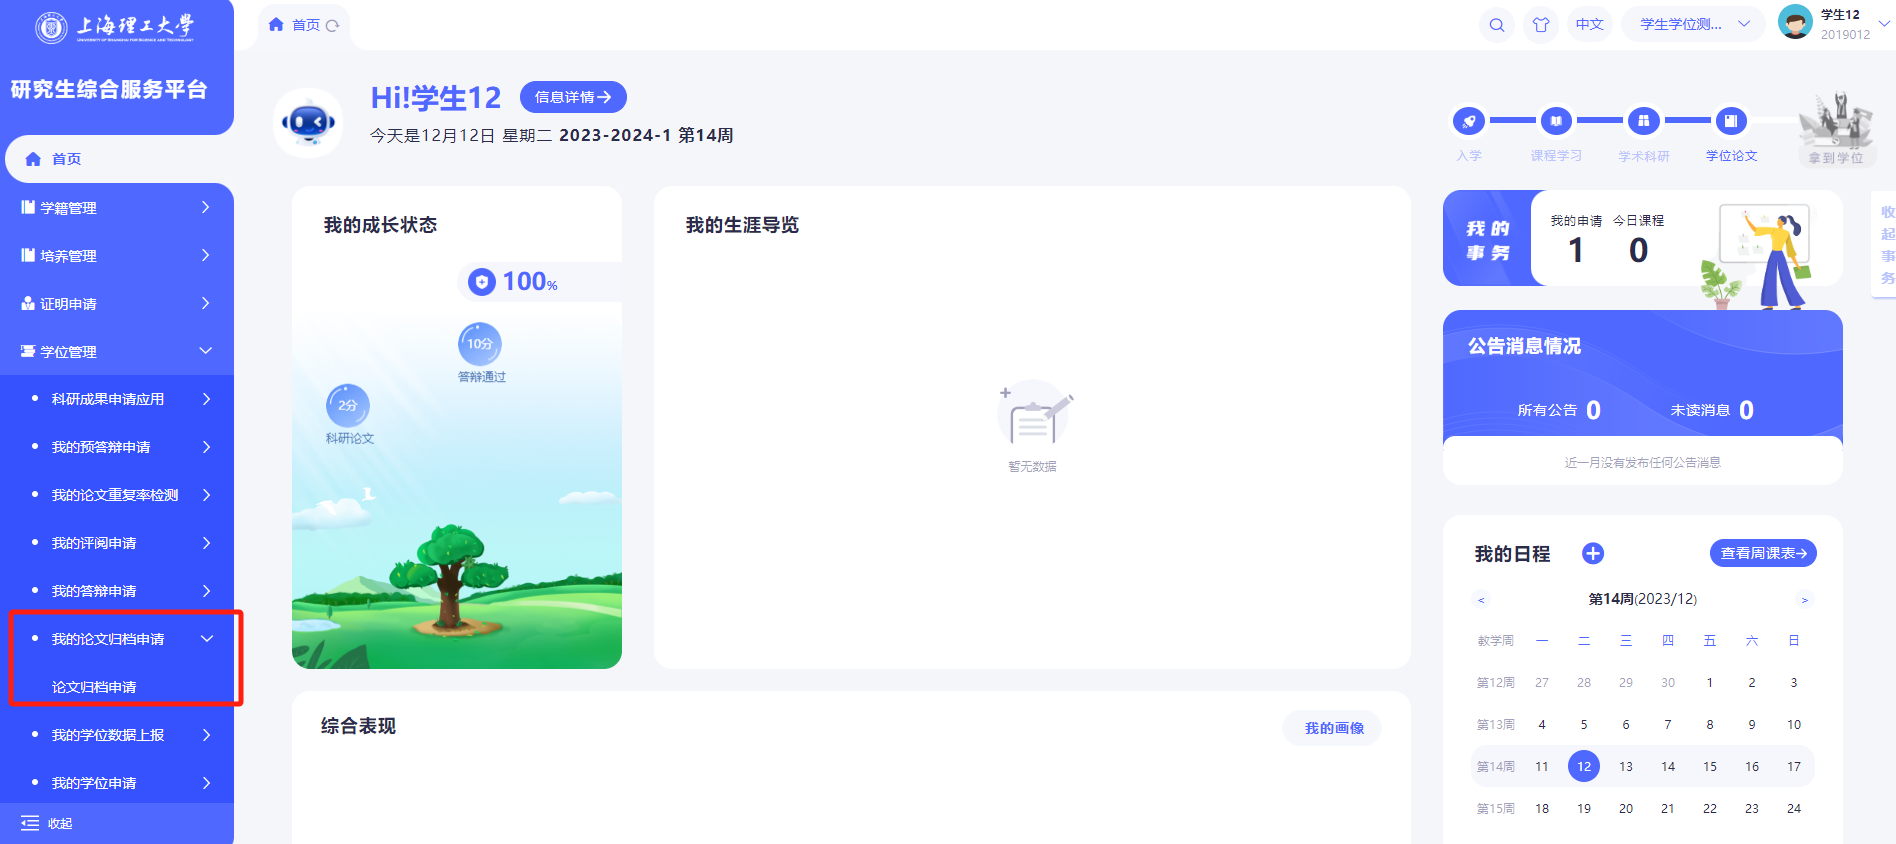 上海理工大學
UNIVERSITY OF SHANGHAI FOR SCIENCE AND TECHNOLOGY
研究生综合服务平台
首页
学籍管理
培养管理
证明申请
学位管理
科研成果申请应用
我的预答辩申请
我的论文重复率检测
我的评阅申请
我的答辩申请
我的论文归档申请
论文归档申请
我的学位数据上报
我的学位申请
收起
首页
中文
学生学位测...
学生12
2019012
Hi!学生12
信息详情
今天是12月12日 星期二 2023-2024-1 第14周
入学
课程学习
学术科研
学位论文
拿到学位
我的成长状态
100%
10分
答辩通过
2分
科研论文
我的生涯导览
暂无数据
综合表现
我的画像
我的
事务
我的申请 今日课程
1 0
收起事务
公告消息情况
所有公告 0 未读消息 0
近一月没有发布任何公告消息
我的日程
查看周课表
< 第14周(2023/12) >
教学周 一 二 三 四 五 六 日
第12周 27 28 29 30 1 2 3
第13周 4 5 6 7 8 9 10
第14周 11 12 13 14 15 16 17
第15周 18 19 20 21 22 23 24